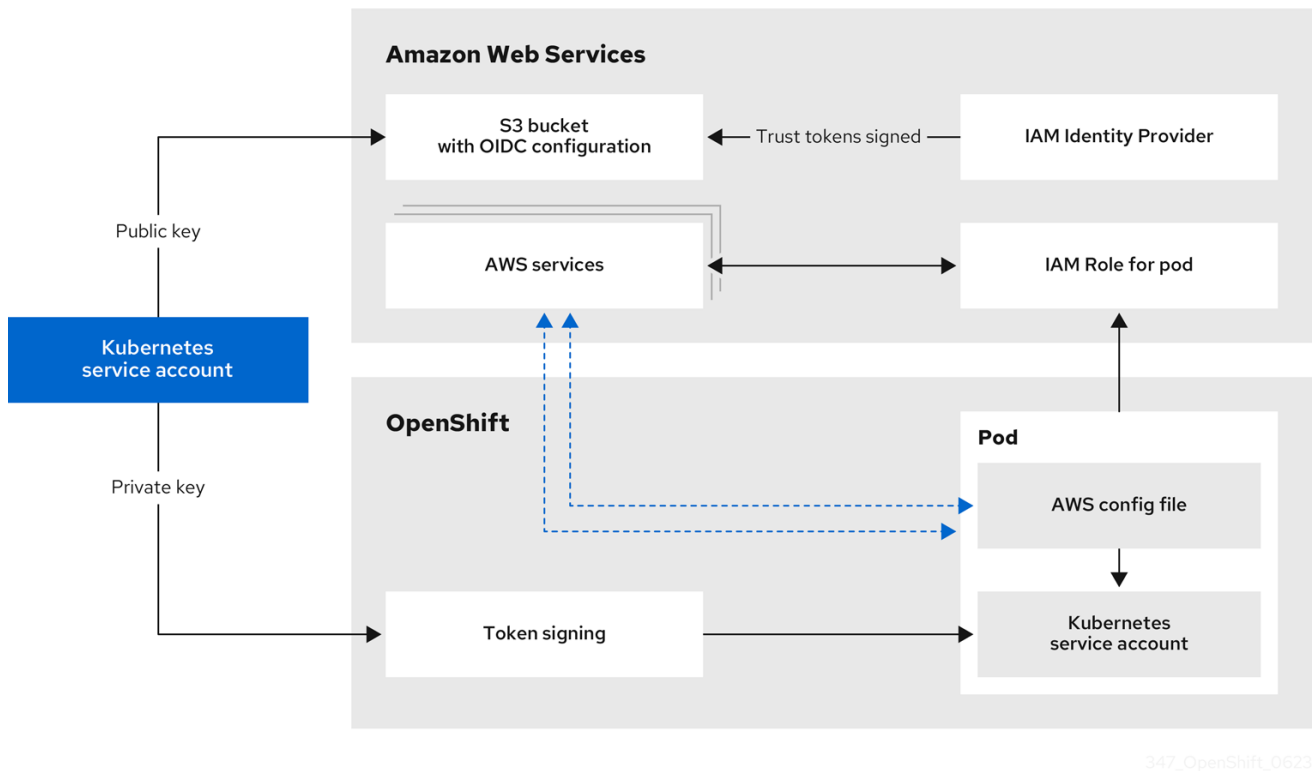 Amazon Web Services
S3 bucket
with OIDC configuration
Trust tokens signed
IAM Identity Provider
Public key
AWS services
IAM Role for pod
Kubernetes
service account
OpenShift
Pod
Private key
AWS config file
Token signing
Kubernetes
service account
347_OpenShift_0623